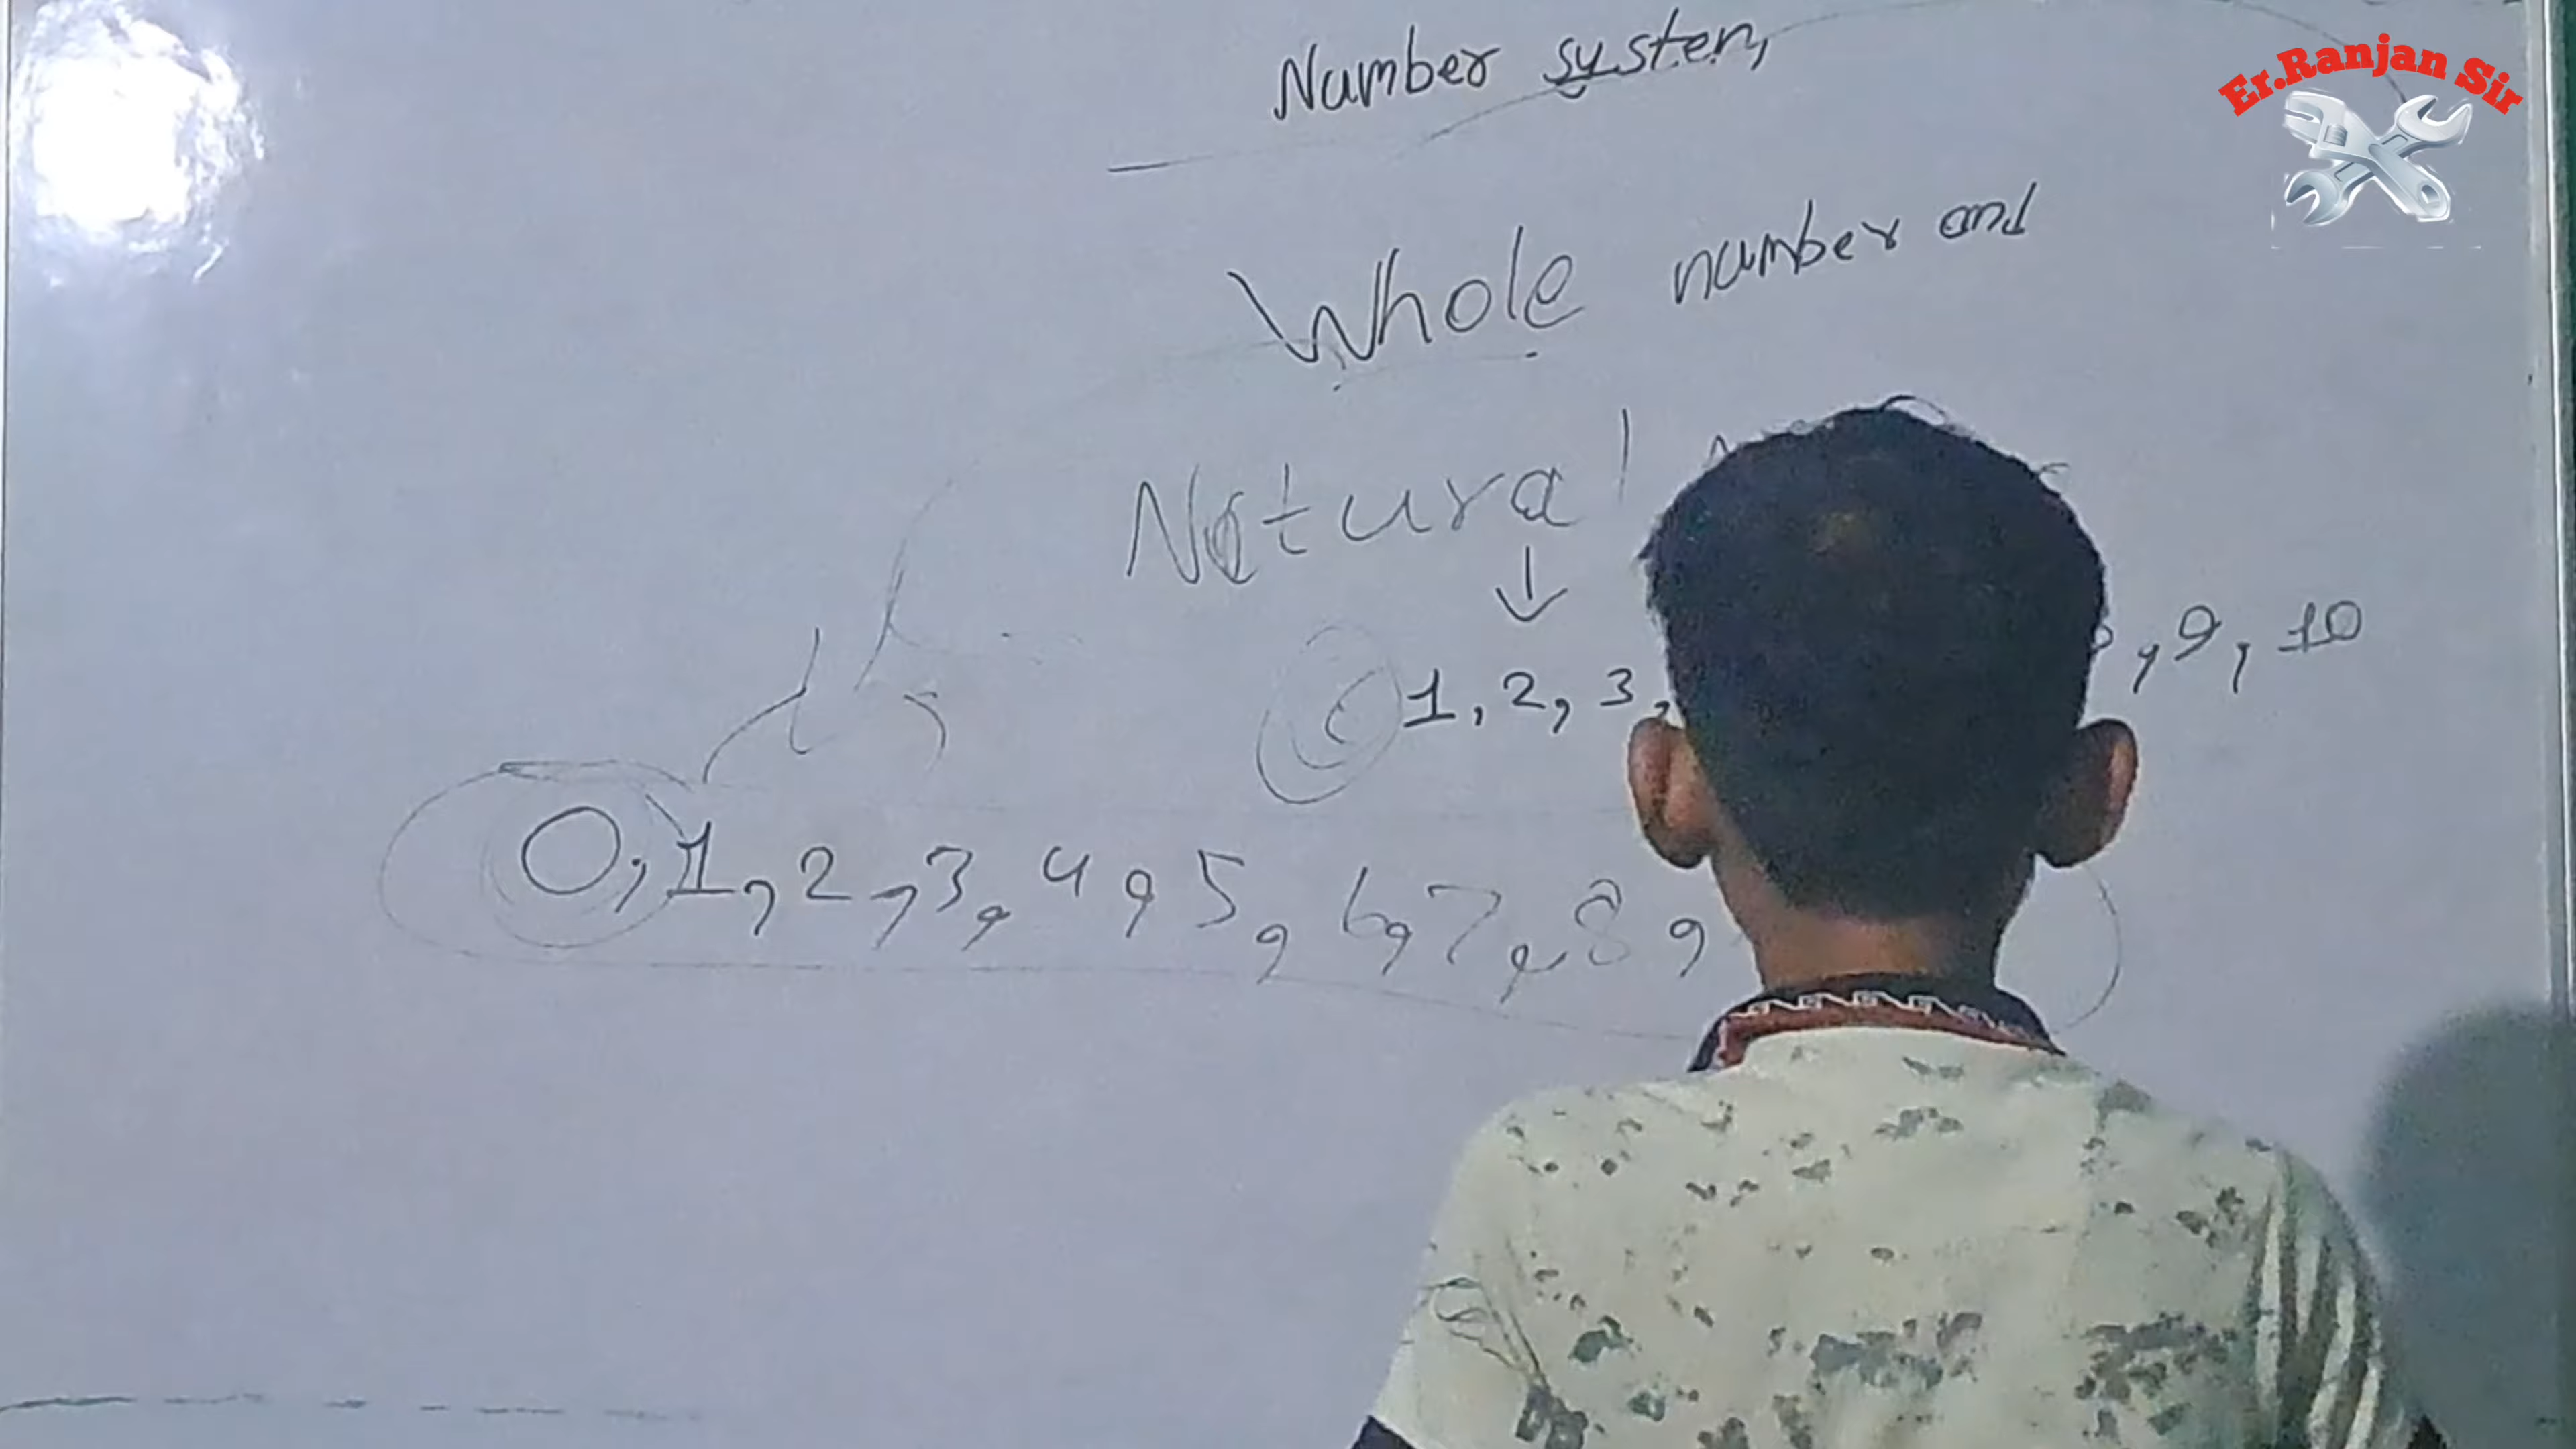 Number system
Er.Ranjan Sir
Whole number and
Natural
1, 2, 3, , 9, 10
0, 1, 2, 3, 4, 5, 6, 7, 8,